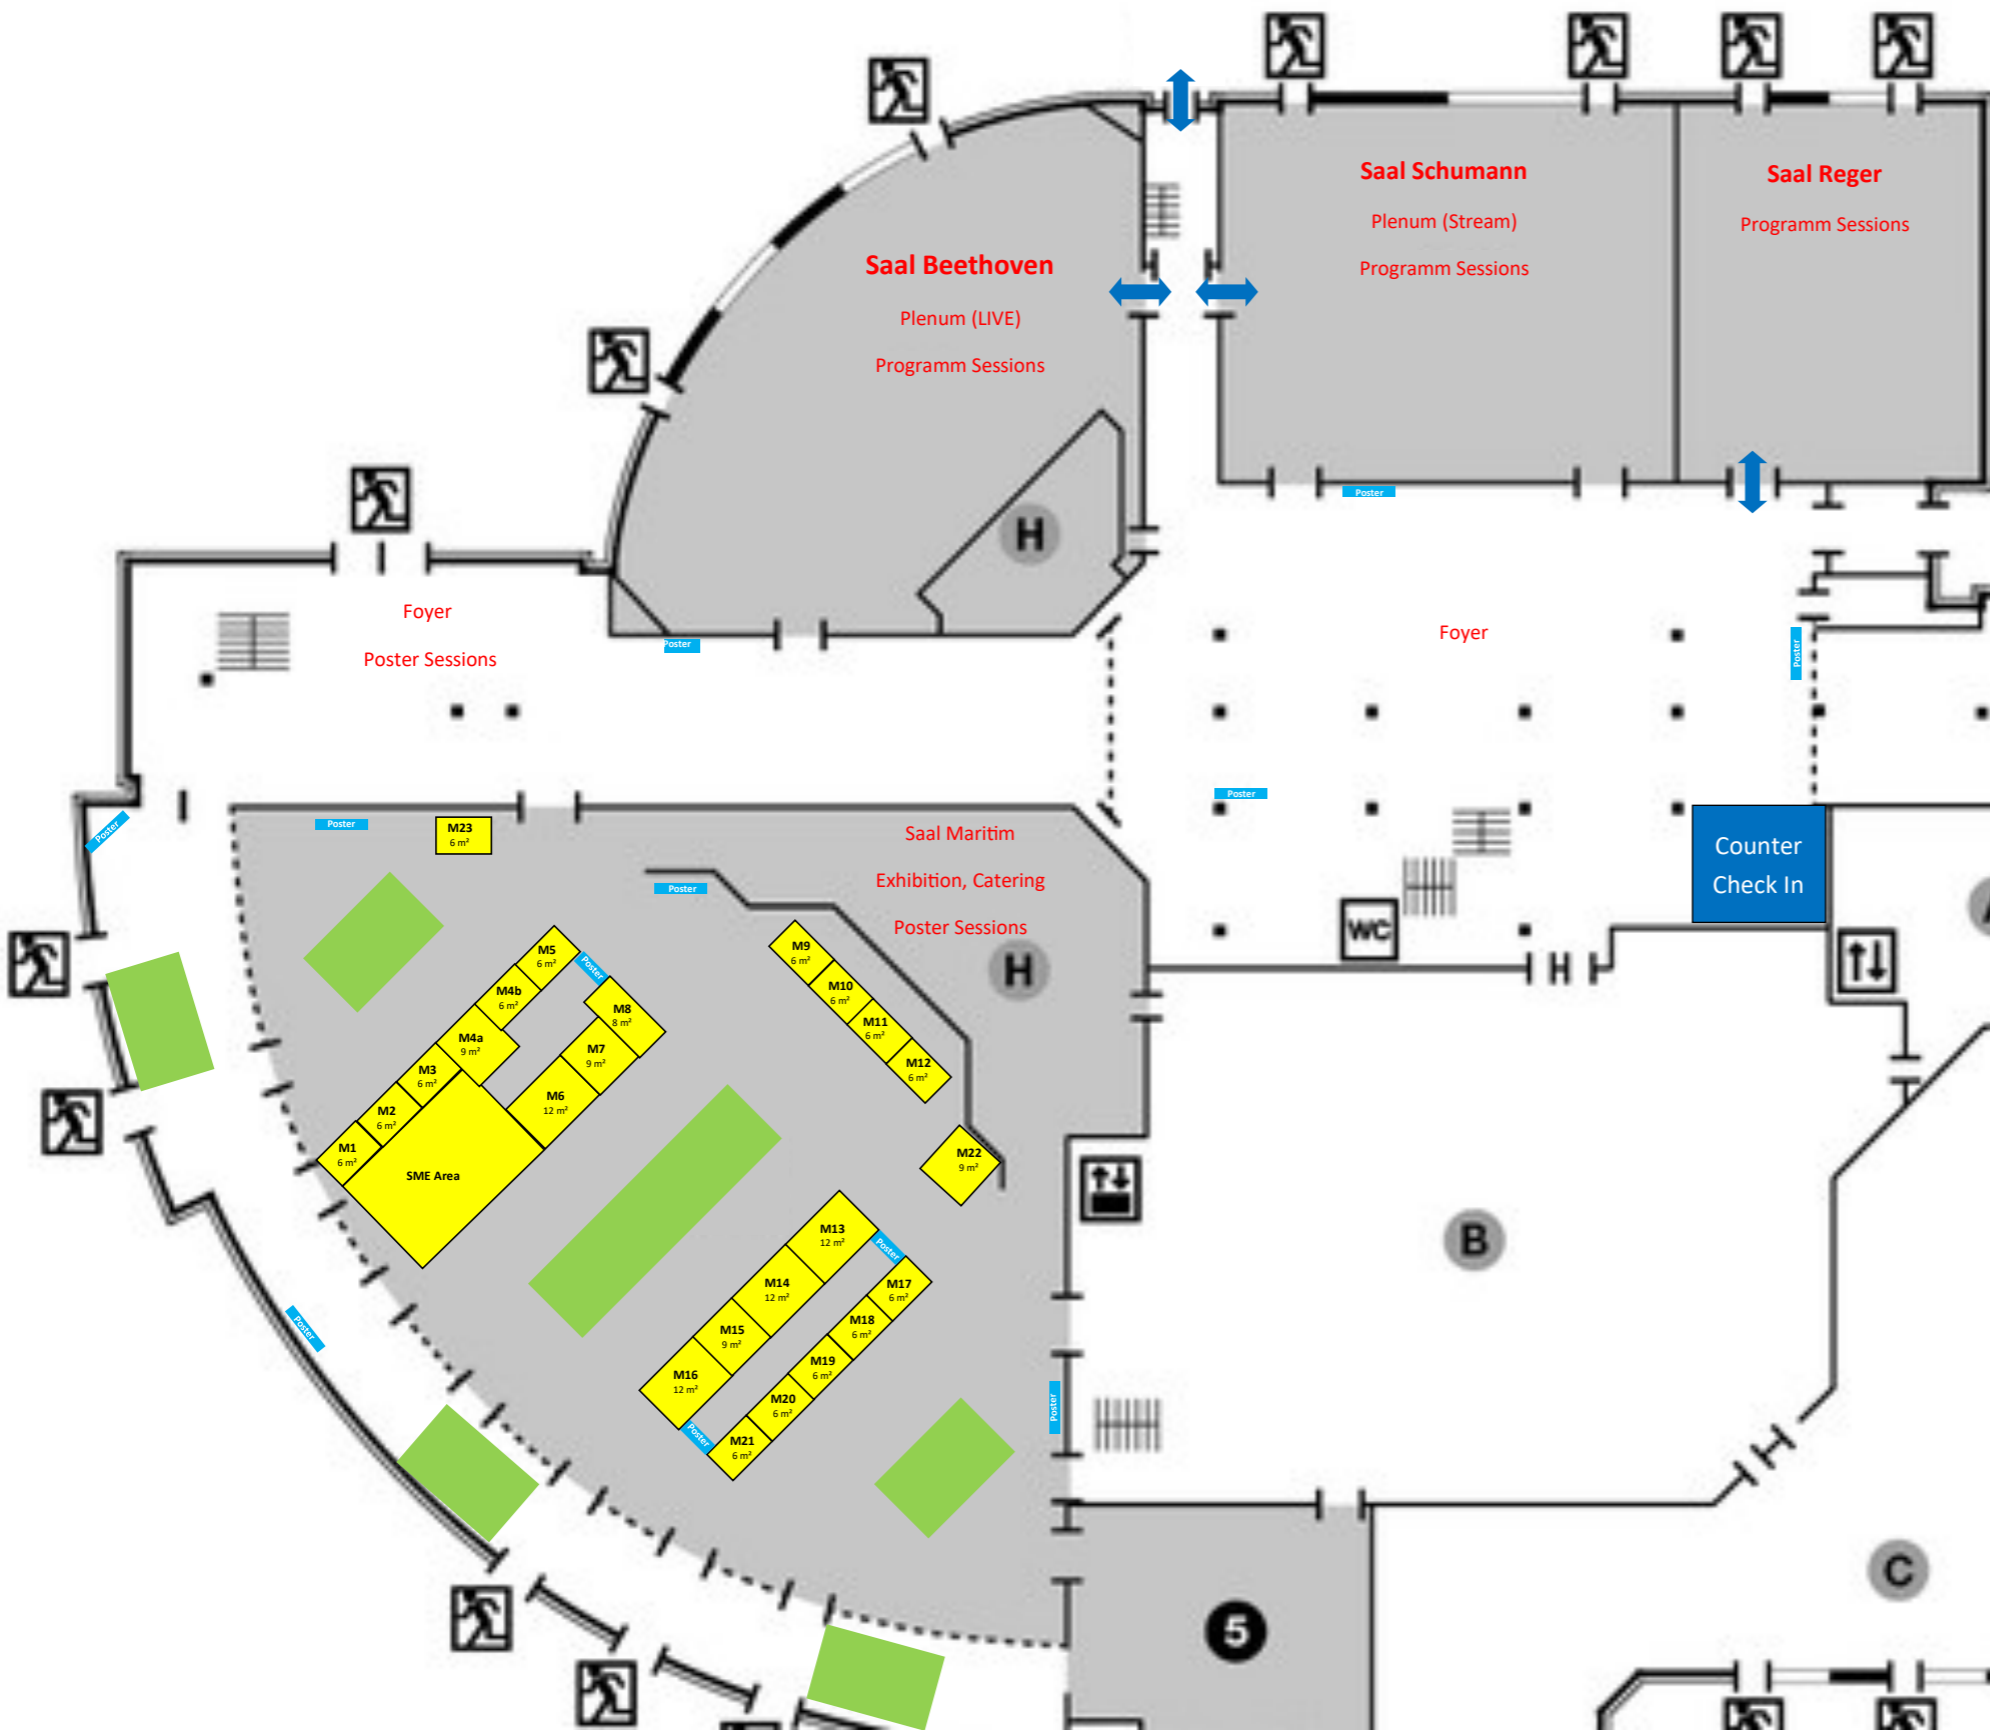 Saal Schumann
Plenum (Stream)
Programm Sessions
Saal Reger
Programm Sessions
Saal Beethoven
Plenum (LIVE)
Programm Sessions
Poster
H
Foyer
Poster Sessions
Poster
Foyer
Poster
Poster
Poster
Poster
M23
6 m²
Saal Maritim
Exhibition, Catering
Poster Sessions
Poster
H
Counter
Check In
WC
M5
6 m²
Poster
M4b
6 m²
M8
8 m²
M4a
9 m²
M7
9 m²
M3
6 m²
M6
12 m²
M2
6 m²
M1
6 m²
SME Area
M9
6 m²
M10
6 m²
M11
6 m²
M12
6 m²
M22
9 m²
M13
12 m²
Poster
M14
12 m²
M17
6 m²
M15
9 m²
M18
6 m²
M16
12 m²
M19
6 m²
M20
6 m²
Poster
M21
6 m²
Poster
Poster
B
C
5